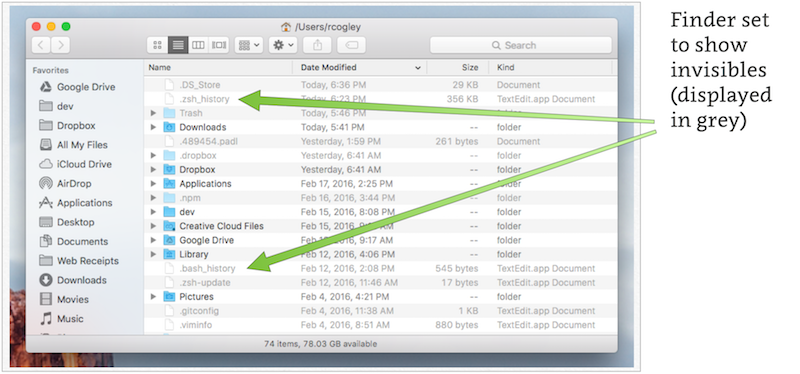 /Users/rcogley
Search
Favorites
Google Drive
dev
Dropbox
All My Files
iCloud Drive
AirDrop
Applications
Desktop
Documents
Web Receipts
Downloads
Movies
Music
Name Date Modified Size Kind
.DS_Store Today, 6:36 PM 29 KB Document
.zsh_history Today, 6:23 PM 356 KB TextEdit.app Document
Trash Today, 5:46 PM -- folder
Downloads Today, 5:41 PM -- folder
.489454.padl Yesterday, 1:59 PM 261 bytes Document
.dropbox Yesterday, 6:41 AM -- folder
Dropbox Yesterday, 6:41 AM -- folder
Applications Feb 17, 2016, 2:25 PM -- folder
.npm Feb 16, 2016, 3:44 PM -- folder
dev Feb 15, 2016, 8:08 PM -- folder
Creative Cloud Files Feb 15, 2016, AM -- folder
Google Drive Feb 2016, 9:17 AM -- folder
Library Feb 12, 2016, 4:06 PM -- folder
.bash_history Feb 12, 2016, 2:08 PM 545 bytes TextEdit.app Document
.zsh-update Feb 12, 2016, 11:46 AM 17 bytes TextEdit.app Document
Pictures Feb 4, 2016, 4:21 PM -- folder
.gitconfig Feb 4, 2016, 11:38 AM 1 KB TextEdit.app Document
.viminfo Feb 4, 2016, 8:51 AM 880 bytes TextEdit.app Document
74 items, 78.03 GB available
Finder set
to show
invisibles
(displayed
in grey)